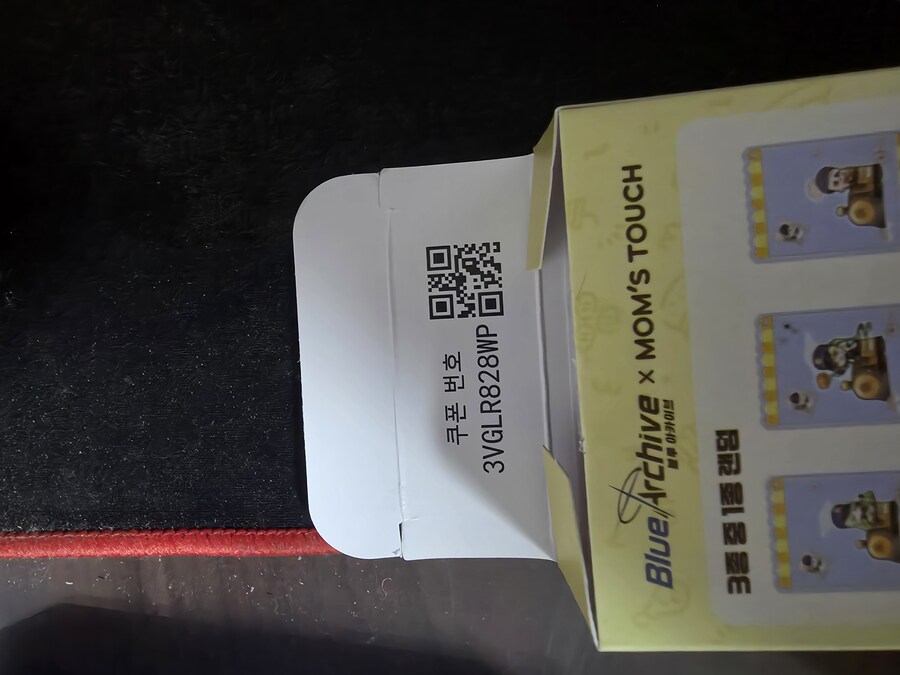 쿠폰 번호
3VGLR828WP
Blue Archive × MOM'S TOUCH
블루 아카이브
3종 중 1종 랜덤